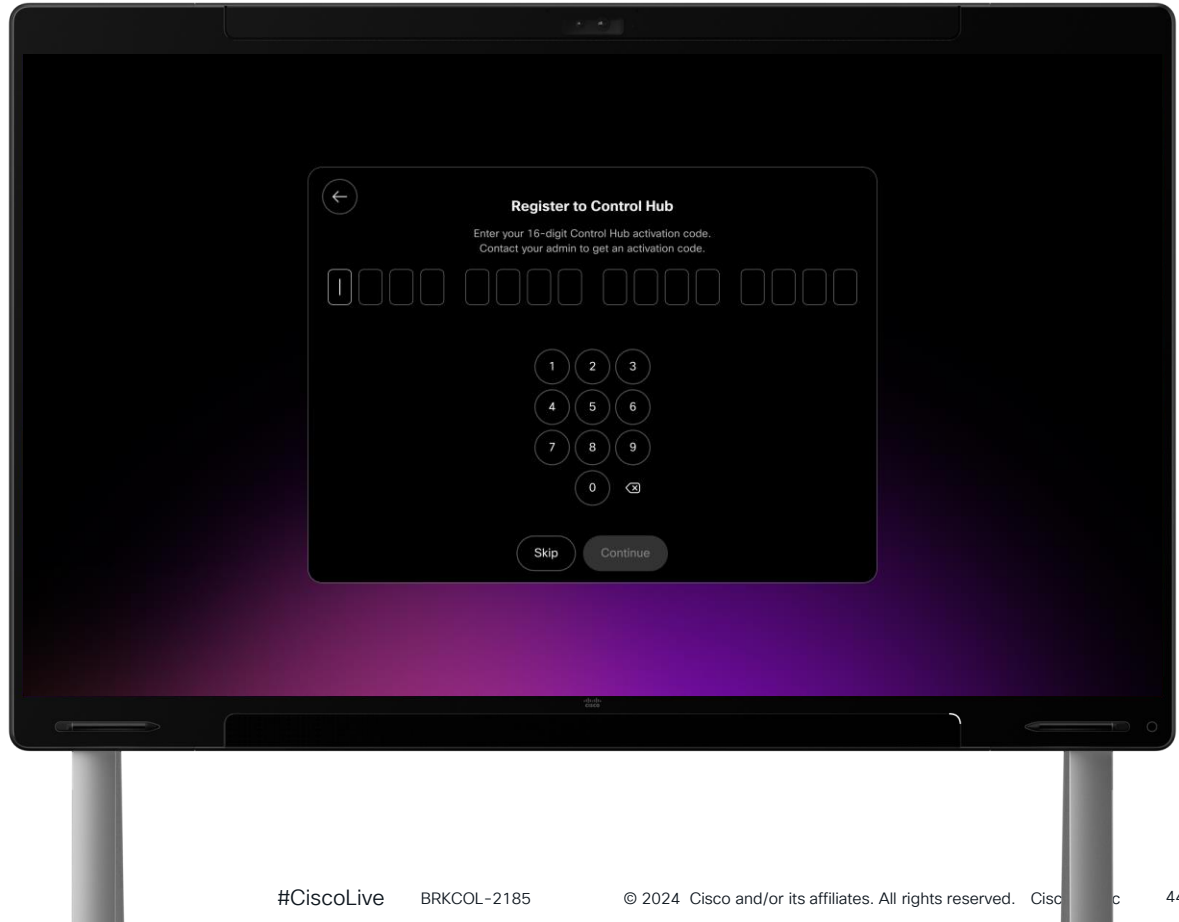 Register to Control Hub
Enter your 16-digit Control Hub activation code.
Contact your admin to get an activation code.
1 2 3
4 5 6
7 8 9
0
Skip Continue
cisco
#CiscoLive BRKCOL-2185 © 2024 Cisco and/or its affiliates. All rights reserved. 44